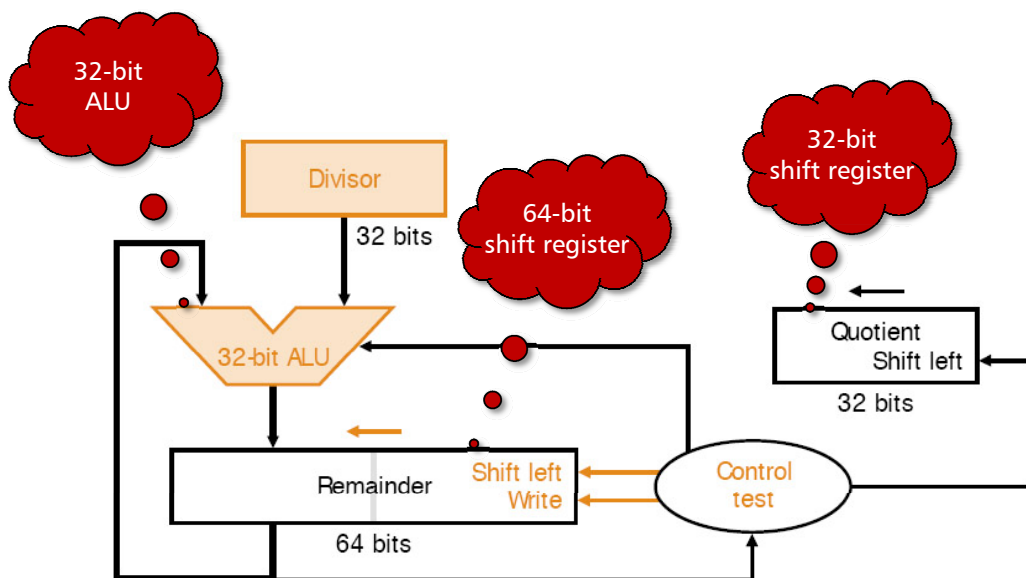 32-bit
ALU
32-bit
shift register
Divisor
64-bit
shift register
32 bits
32-bit ALU
Quotient
Shift left
32 bits
Remainder
Shift left
Write
Control
test
64 bits